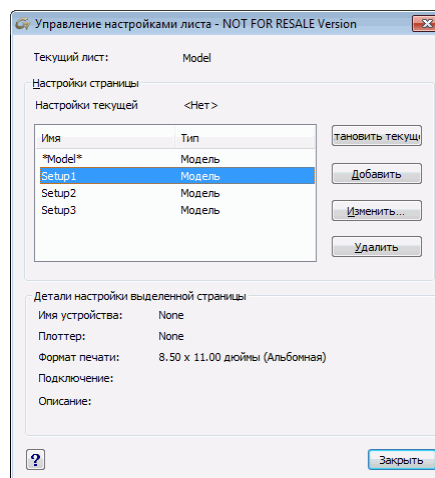 Управление настройками листа - NOT FOR RESALE Version
Текущий лист: Model
Настройки страницы
Настройки текущей <Нет>
Имя Тип
*Model* Модель
Setup1 Модель
Setup2 Модель
Setup3 Модель
тановить текущ
Добавить
Изменить...
Удалить
Детали настройки выделенной страницы
Имя устройства: None
Плоттер: None
Формат печати: 8.50 x 11.00 дюймы (Альбомная)
Подключение:
Описание:
?
Закрыть